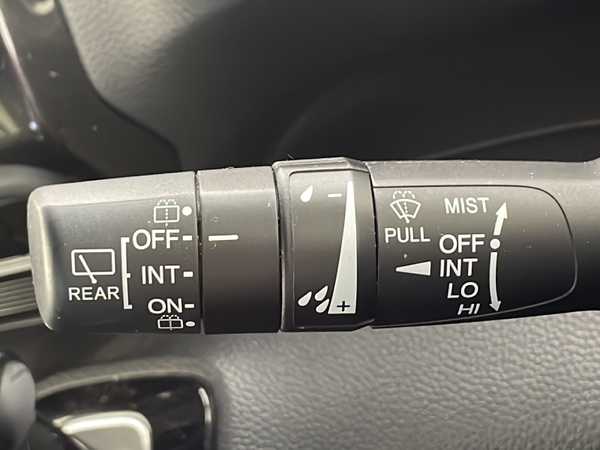 REAR
OFF
INT
ON
-
+
PULL
MIST
OFF
INT
LO
HI